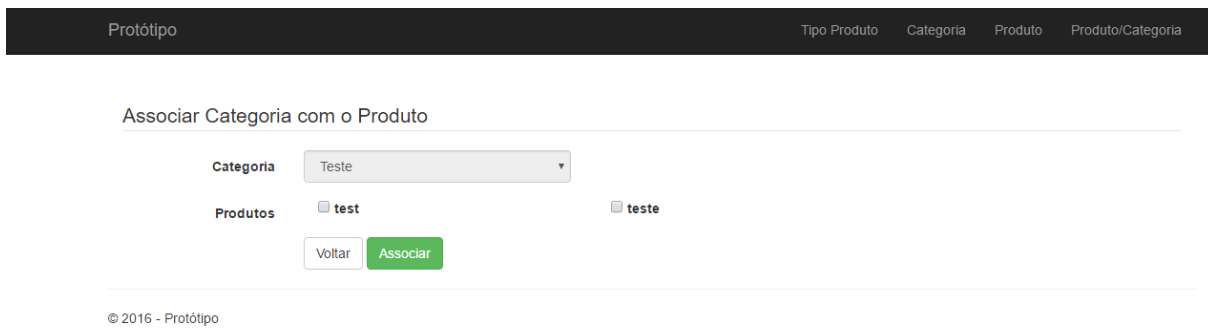 Protótipo Tipo Produto Categoria Produto Produto/Categoria
Associar Categoria com o Produto
Categoria Teste
Produtos test teste
Voltar Associar
© 2016 - Protótipo